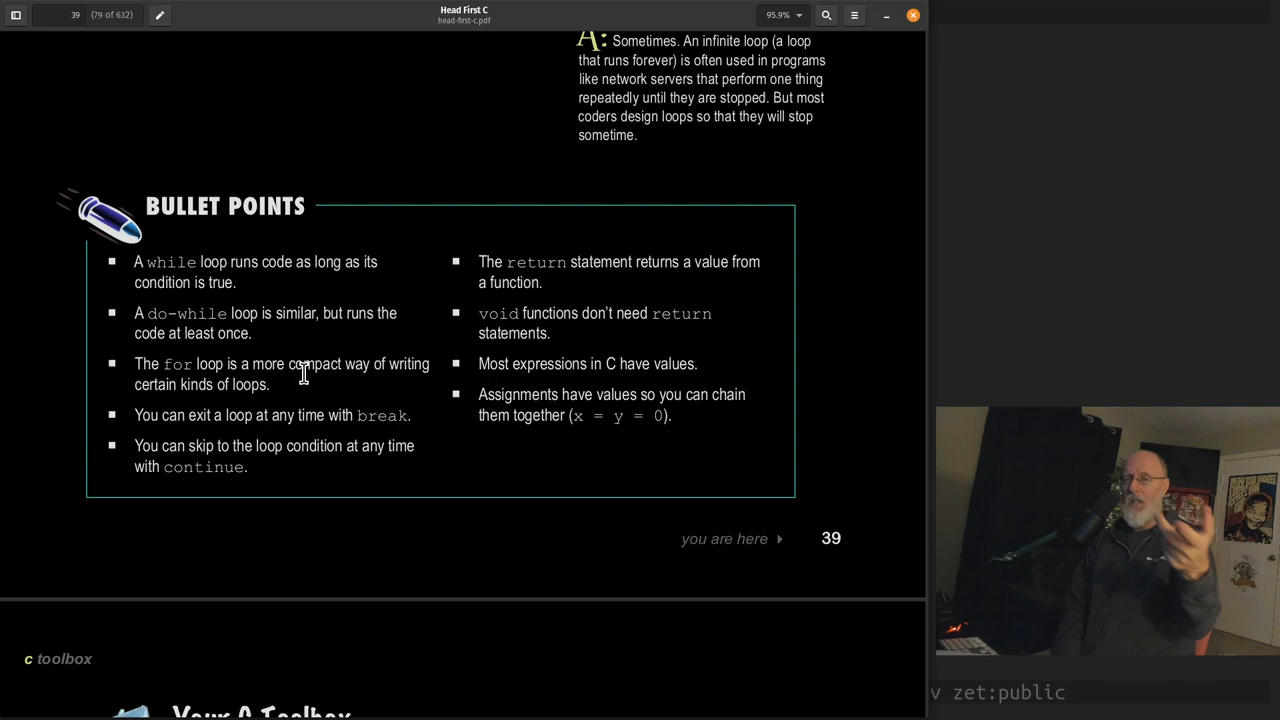 39 (79 of 632)
Head First C
head-first-c.pdf
95.9%
A: Sometimes. An infinite loop (a loop
that runs forever) is often used in programs
like network servers that perform one thing
repeatedly until they are stopped. But most
coders design loops so that they will stop
sometime.
BULLET POINTS
A while loop runs code as long as its
condition is true.
A do-while loop is similar, but runs the
code at least once.
The for loop is a more compact way of writing
certain kinds of loops.
You can exit a loop at any time with break.
You can skip to the loop condition at any time
with continue.
The return statement returns a value from
a function.
void functions don't need return
statements.
Most expressions in C have values.
Assignments have values so you can chain
them together (x = y = 0).
you are here 39
c toolbox
Your C Toolbox
v zet:public